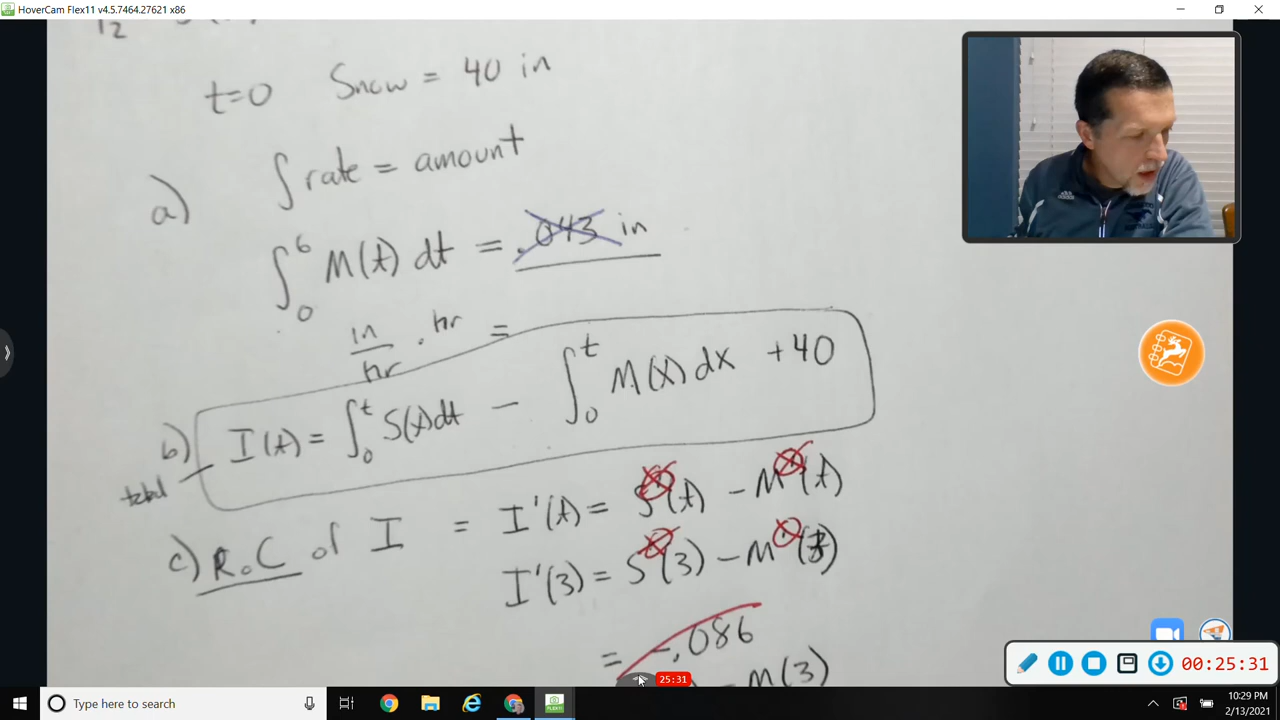 HoverCam Flex11 v4.5.7464.27621 x86
12
t=0 Snow = 40 in
a) ∫ rate = amount
∫₀⁶ M(t) dt = .043 in
in/hr · hr =
b) I(t) = ∫₀ᵗ S(x)dt − ∫₀ᵗ M(x)dx +40
total
c) R.o.C of I = I'(t) = S'(t) − M'(t)
I'(3) = S'(3) − M'(3)
= −.086
− M(3)
25:31
00:25:31
FLEX11
Type here to search
10:29 PM
2/13/2021